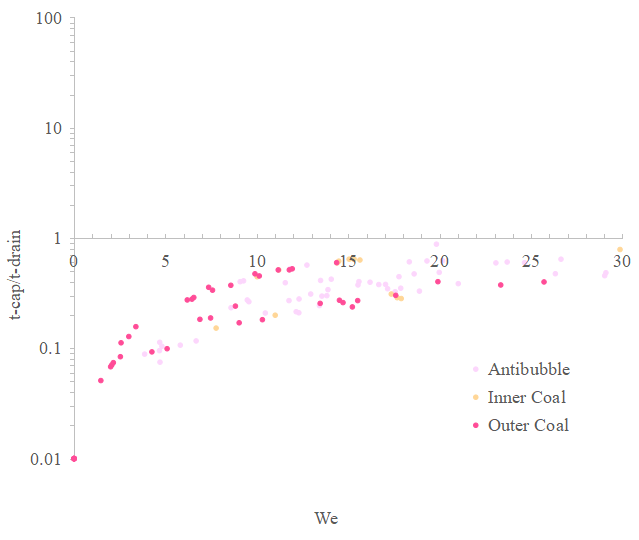 100
10
1
0 5 10 15 20 25 30
0.1
0.01
t-cap/t-drain
We
Antibubble
Inner Coal
Outer Coal